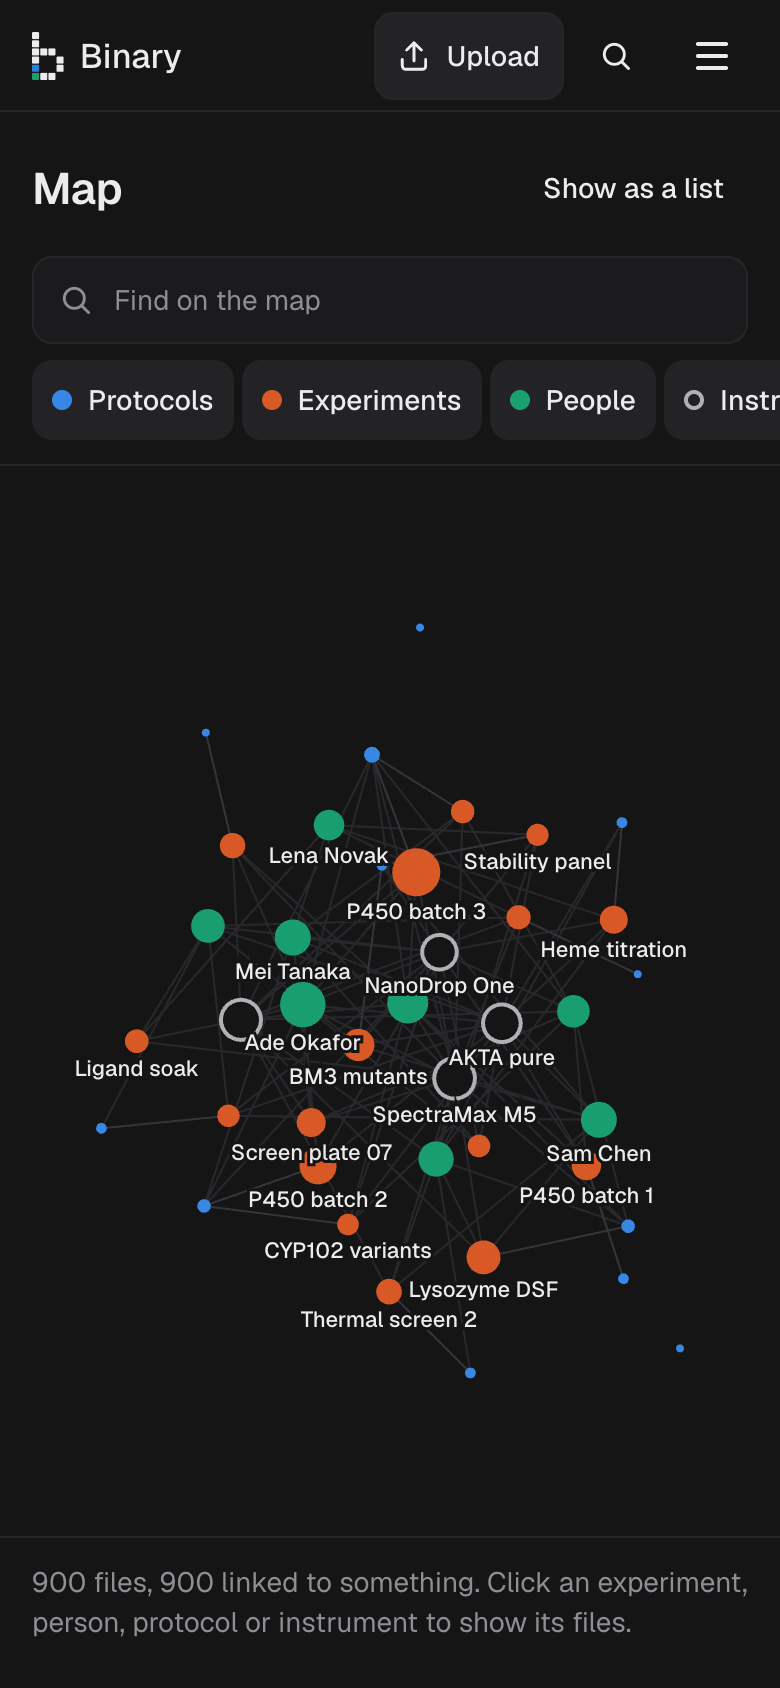 Binary
Upload
Map
Show as a list
Find on the map
Protocols
Experiments
People
Instr
Lena Novak
Stability panel
P450 batch 3
Heme titration
Mei Tanaka
NanoDrop One
Ade Okafor
AKTA pure
Ligand soak
BM3 mutants
SpectraMax M5
Screen plate 07
Sam Chen
P450 batch 2
P450 batch 1
CYP102 variants
Lysozyme DSF
Thermal screen 2
900 files, 900 linked to something. Click an experiment,
person, protocol or instrument to show its files.